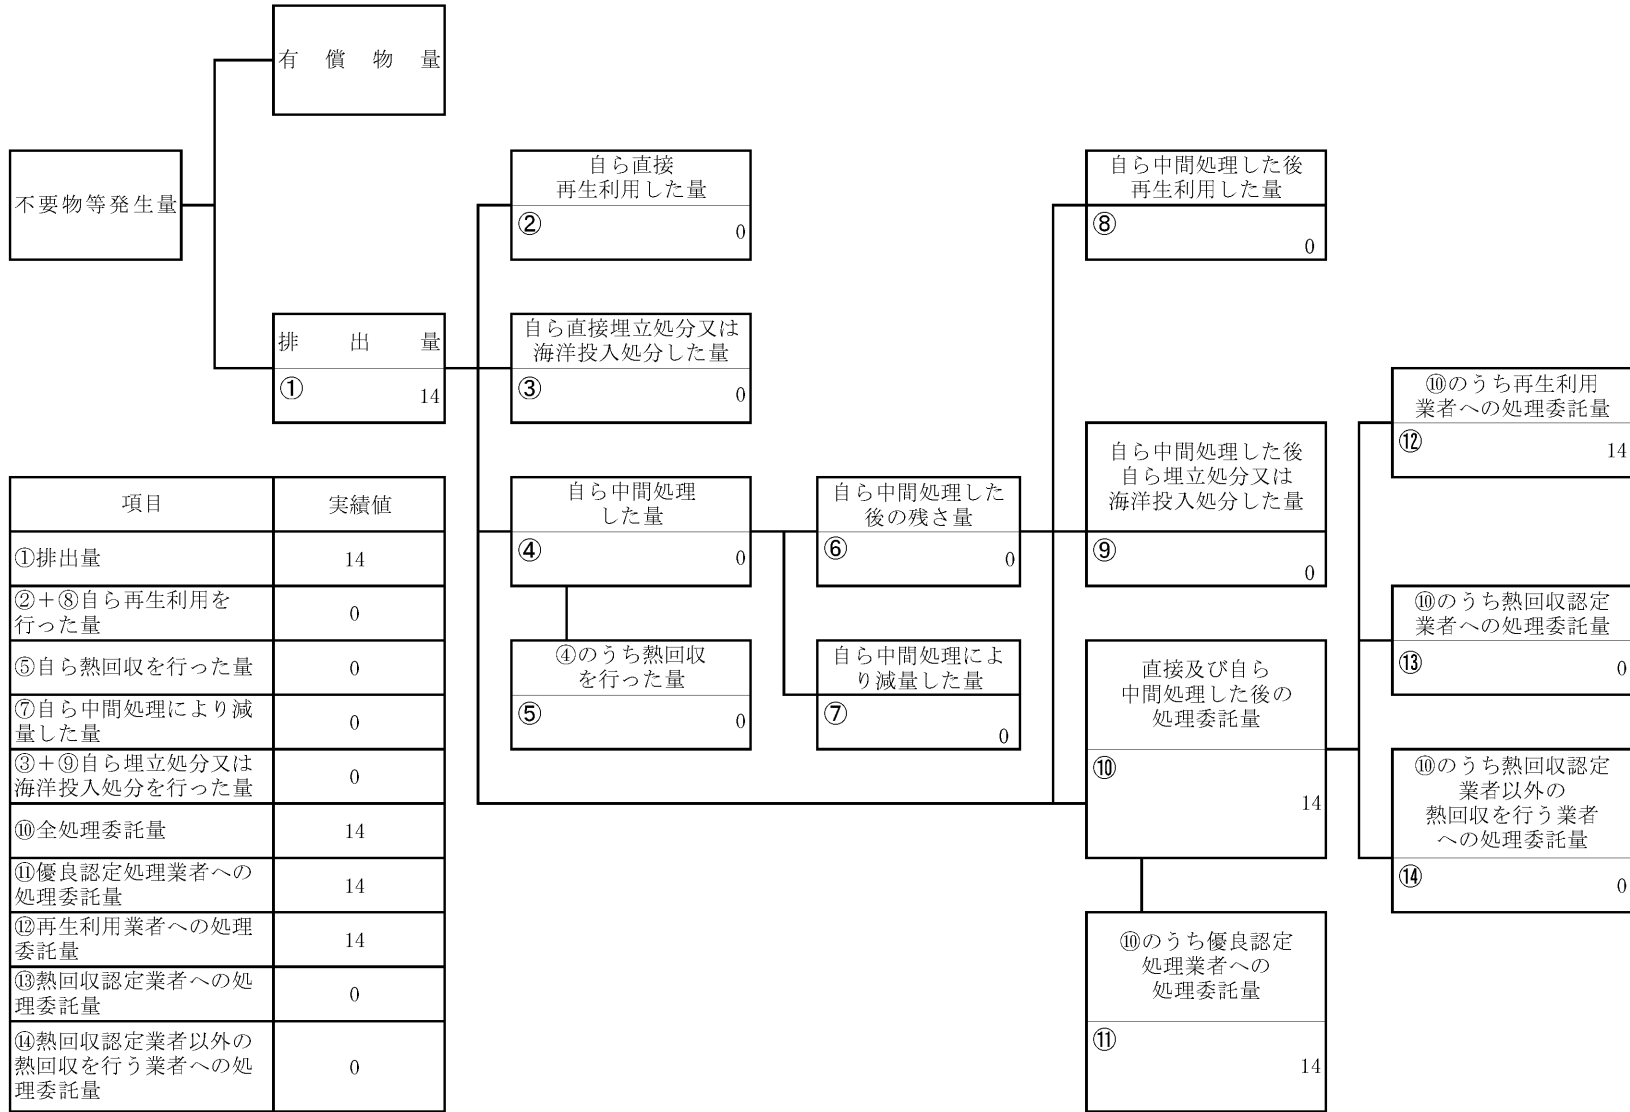 有償物量
不要物等発生量
排出量
①
14
自ら直接
再生利用した量
②
0
自ら直接埋立処分又は
海洋投入処分した量
③
0
自ら中間処理
した量
④
0
④のうち熱回収
を行った量
⑤
0
自ら中間処理した
後の残さ量
⑥
0
自ら中間処理によ
り減量した量
⑦
0
自ら中間処理した後
再生利用した量
⑧
0
自ら中間処理した後
自ら埋立処分又は
海洋投入処分した量
⑨
0
直接及び自ら
中間処理した後の
処理委託量
⑩
14
⑩のうち優良認定
処理業者への
処理委託量
⑪
14
⑩のうち再生利用
業者への処理委託量
⑫
14
⑩のうち熱回収認定
業者への処理委託量
⑬
0
⑩のうち熱回収認定
業者以外の
熱回収を行う業者
への処理委託量
⑭
0
項目 実績値
①排出量 14
②+⑧自ら再生利用を
行った量 0
⑤自ら熱回収を行った量 0
⑦自ら中間処理により減
量した量 0
③+⑨自ら埋立処分又は
海洋投入処分を行った量 0
⑩全処理委託量 14
⑪優良認定処理業者への
処理委託量 14
⑫再生利用業者への処理
委託量 14
⑬熱回収認定業者への処
理委託量 0
⑭熱回収認定業者以外の
熱回収を行う業者への処
理委託量 0